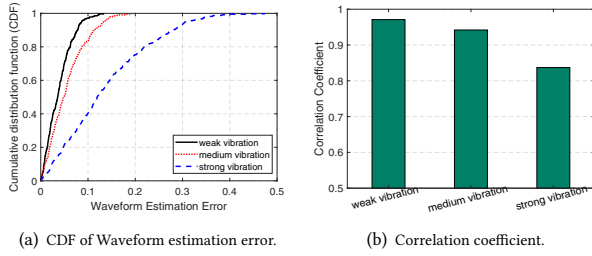 Cumulative distribution function (CDF)
1
0.8
0.6
0.4
0.2
0
0
0.1
0.2
0.3
0.4
0.5
Waveform Estimation Error
weak vibration
medium vibration
strong vibration
(a) CDF of Waveform estimation error.
Correlation Coefficient
1
0.9
0.8
0.7
0.6
0.5
weak vibration
medium vibration
strong vibration
(b) Correlation coefficient.